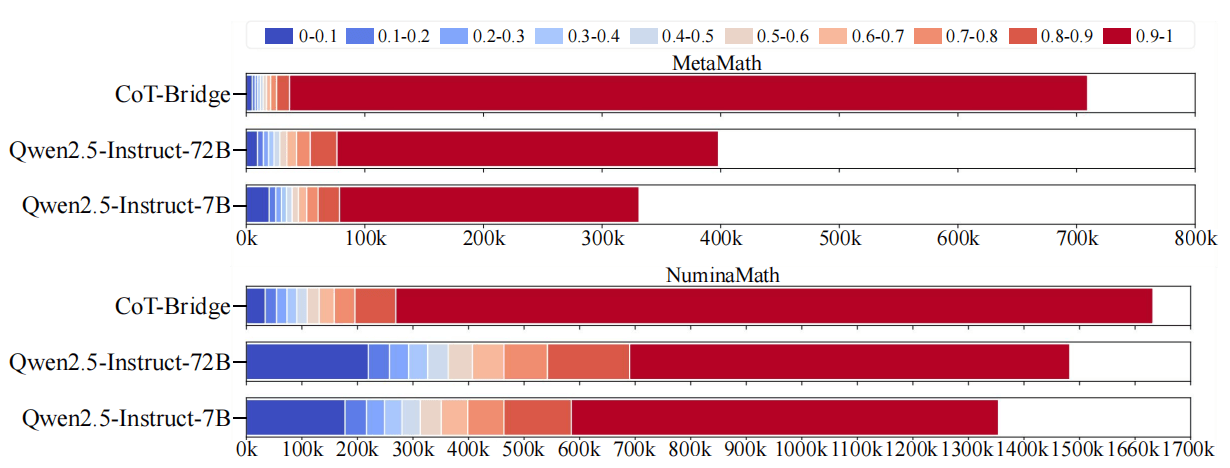 0-0.1 0.1-0.2 0.2-0.3 0.3-0.4 0.4-0.5 0.5-0.6 0.6-0.7 0.7-0.8 0.8-0.9 0.9-1
MetaMath
CoT-Bridge
Qwen2.5-Instruct-72B
Qwen2.5-Instruct-7B
0k 100k 200k 300k 400k 500k 600k 700k 800k
NuminaMath
CoT-Bridge
Qwen2.5-Instruct-72B
Qwen2.5-Instruct-7B
0k 100k 200k 300k 400k 500k 600k 700k 800k 900k 1000k 1100k 1200k 1300k 1400k 1500k 1660k 1700k